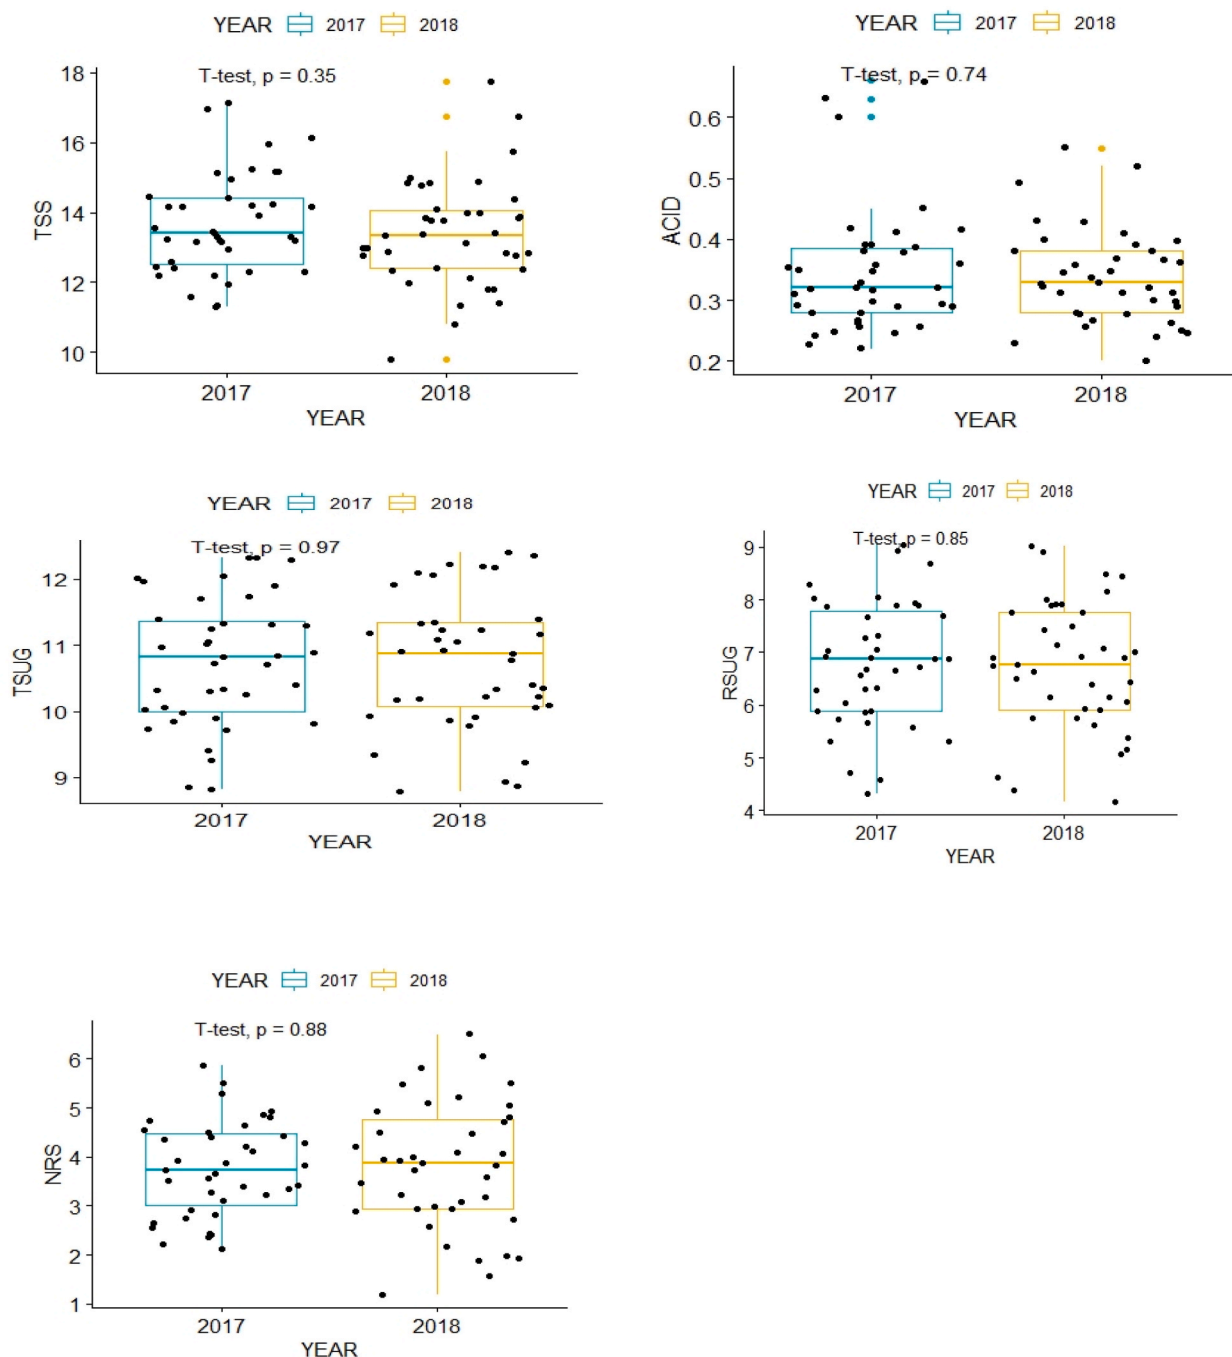 YEAR 2017 2018
T-test, p = 0.35
18
16
14
12
10
TSS
2017 2018
YEAR
YEAR 2017 2018
T-test, p = 0.74
0.6
0.5
0.4
0.3
0.2
ACID
2017 2018
YEAR
YEAR 2017 2018
T-test, p = 0.97
12
11
10
9
TSUG
2017 2018
YEAR
YEAR 2017 2018
T-test, p = 0.85
9
8
7
6
5
4
RSUG
2017 2018
YEAR
YEAR 2017 2018
T-test, p = 0.88
6
5
4
3
2
1
NRS
2017 2018
YEAR